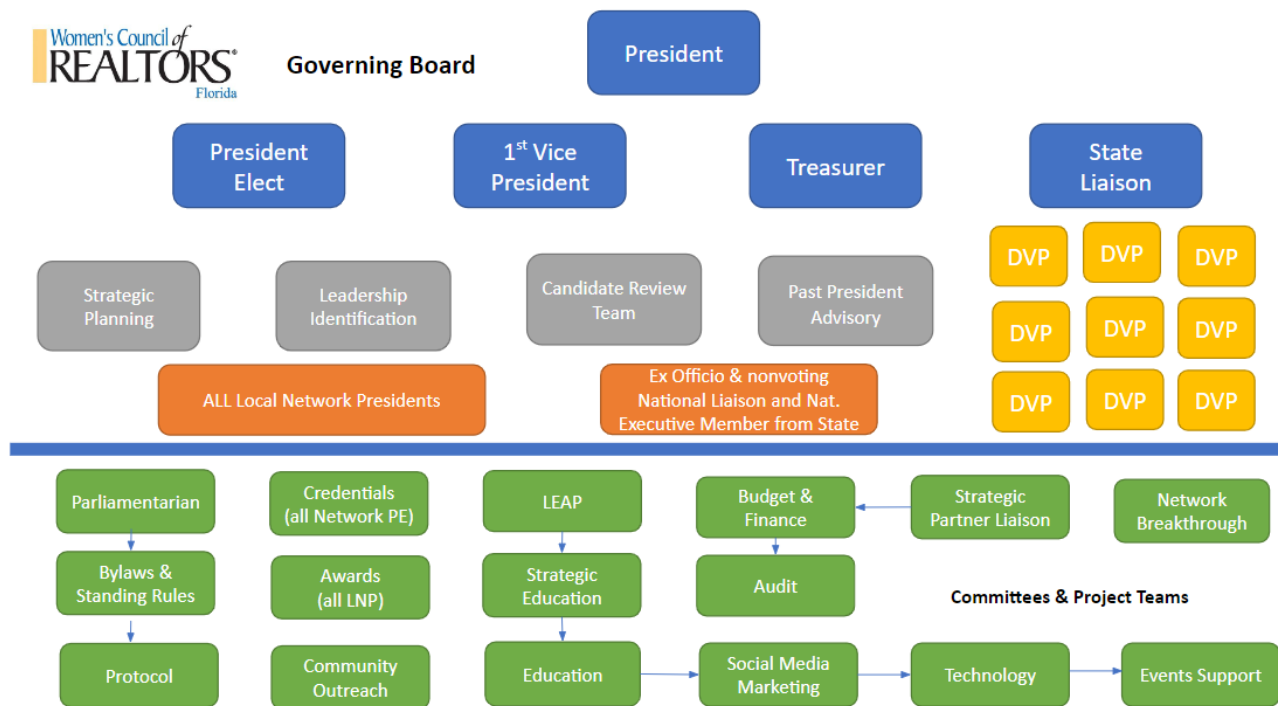 Women's Council of
REALTORS®
Florida
Governing Board
President
President
Elect
1st Vice
President
Treasurer
State
Liaison
DVP
DVP
DVP
Strategic
Planning
Leadership
Identification
Candidate Review
Team
Past President
Advisory
DVP
DVP
DVP
ALL Local Network Presidents
Ex Officio & nonvoting
National Liaison and Nat.
Executive Member from State
DVP
DVP
DVP
Parliamentarian
Credentials
(all Network PE)
LEAP
Budget &
Finance
Strategic
Partner Liaison
Network
Breakthrough
Bylaws &
Standing Rules
Awards
(all LNP)
Strategic
Education
Audit
Committees & Project Teams
Protocol
Community
Outreach
Education
Social Media
Marketing
Technology
Events Support